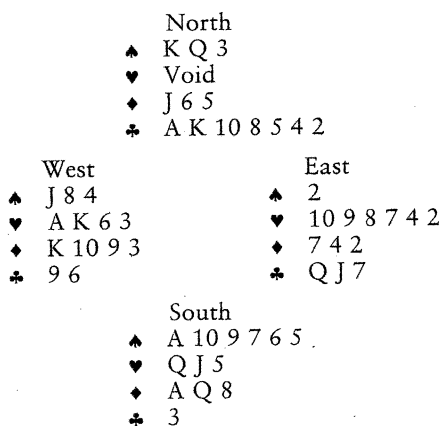 North
♠ K Q 3
♥ Void
♦ J 6 5
♣ A K 10 8 5 4 2
West
♠ J 8 4
♥ A K 6 3
♦ K 10 9 3
♣ 9 6
East
♠ 2
♥ 10 9 8 7 4 2
♦ 7 4 2
♣ Q J 7
South
♠ A 10 9 7 6 5
♥ Q J 5
♦ A Q 8
♣ 3